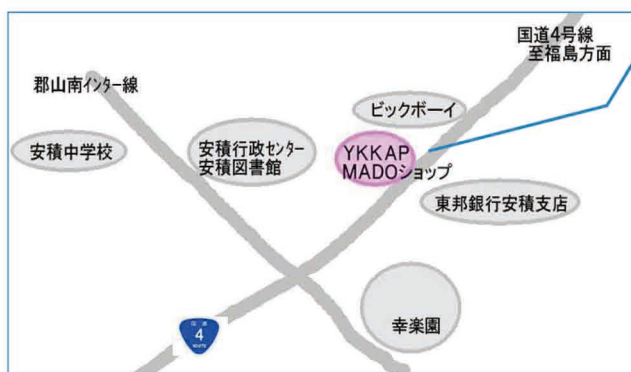 国道4号線
至福島方面
郡山南インター線
ビックボーイ
安積中学校
安積行政センター
安積図書館
YKKAP
MADOショップ
東邦銀行安積支店
幸楽園
国道
4
ROUTE